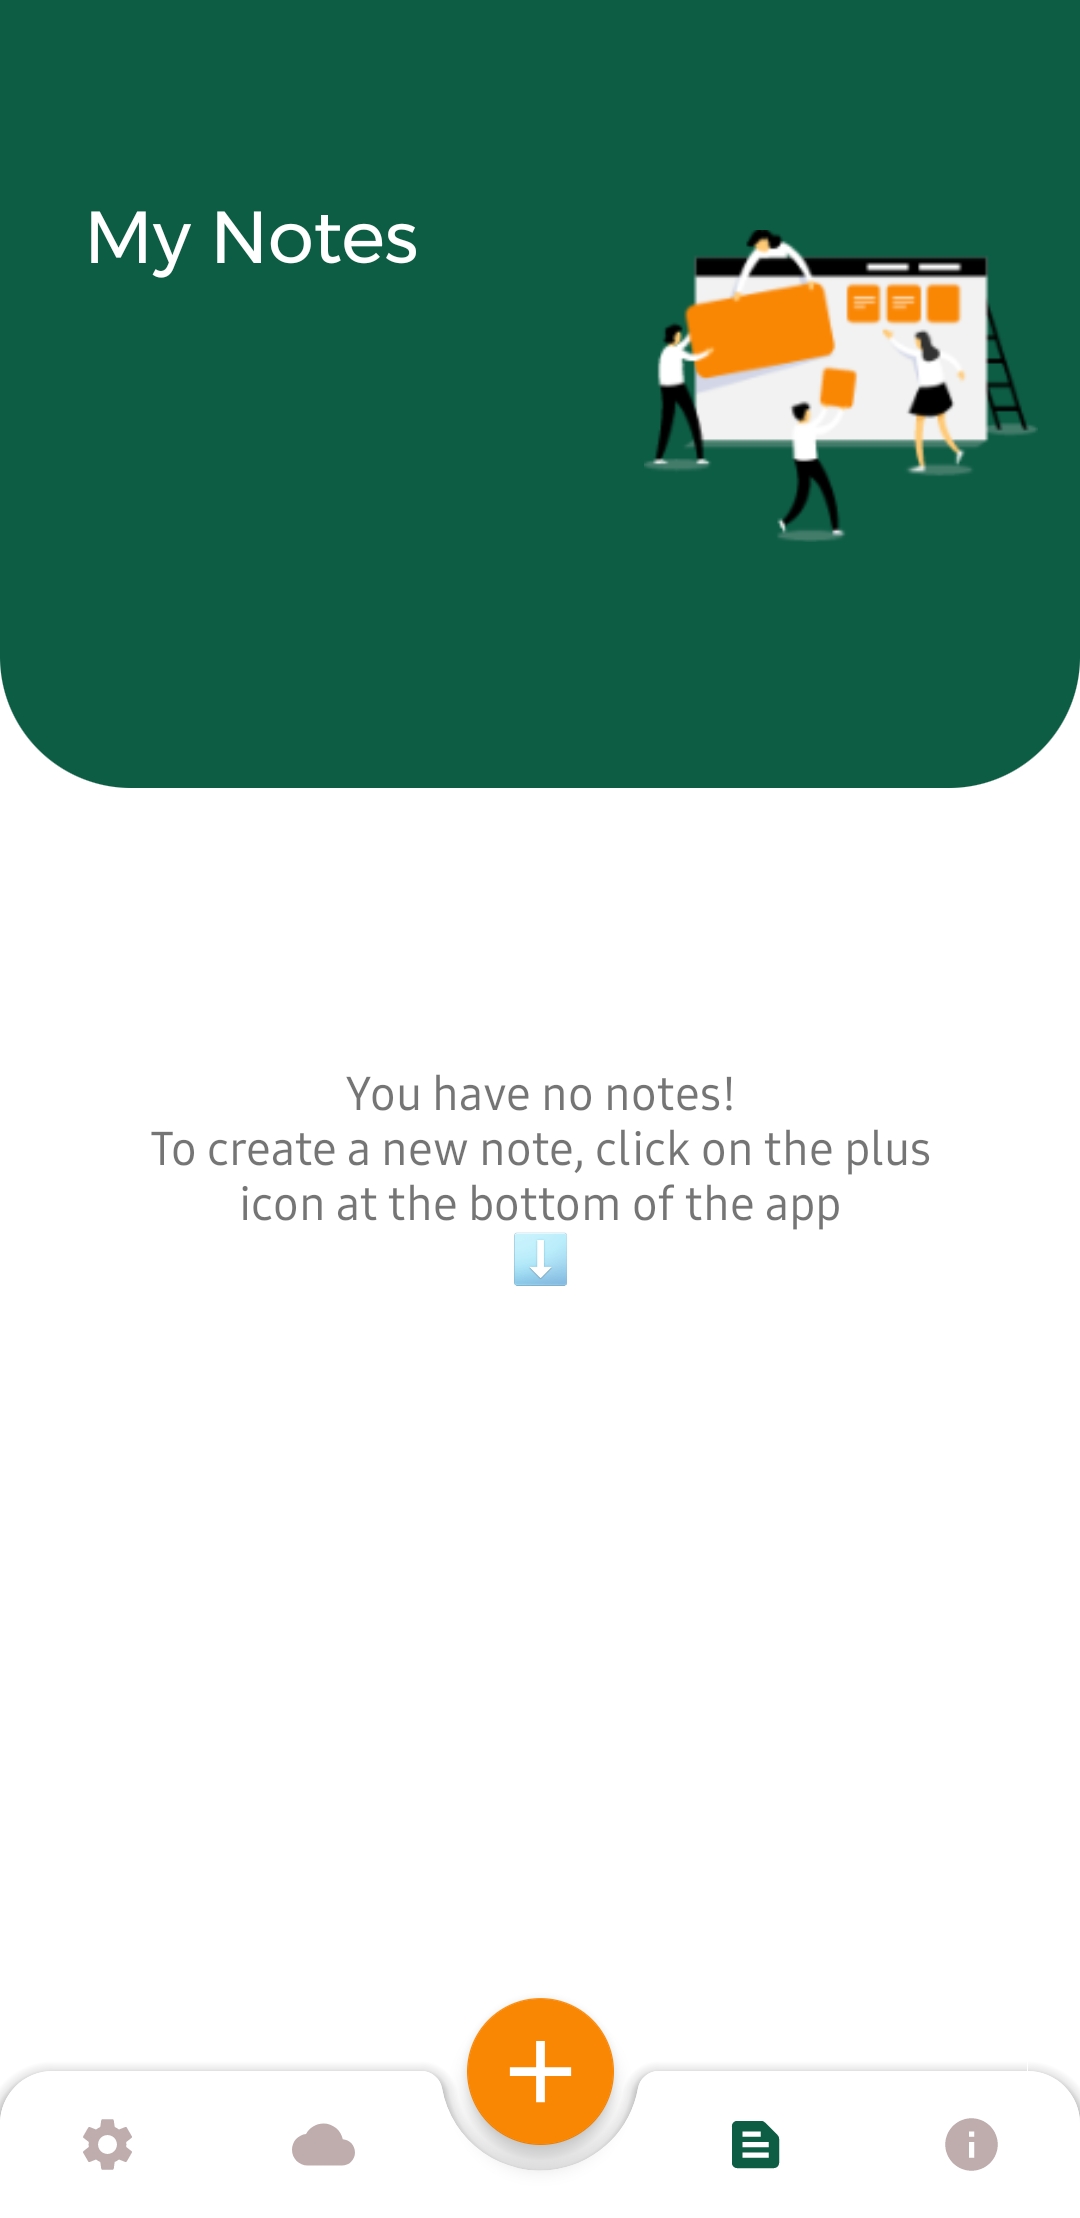 My Notes
You have no notes!
To create a new note, click on the plus
icon at the bottom of the app
⬇️